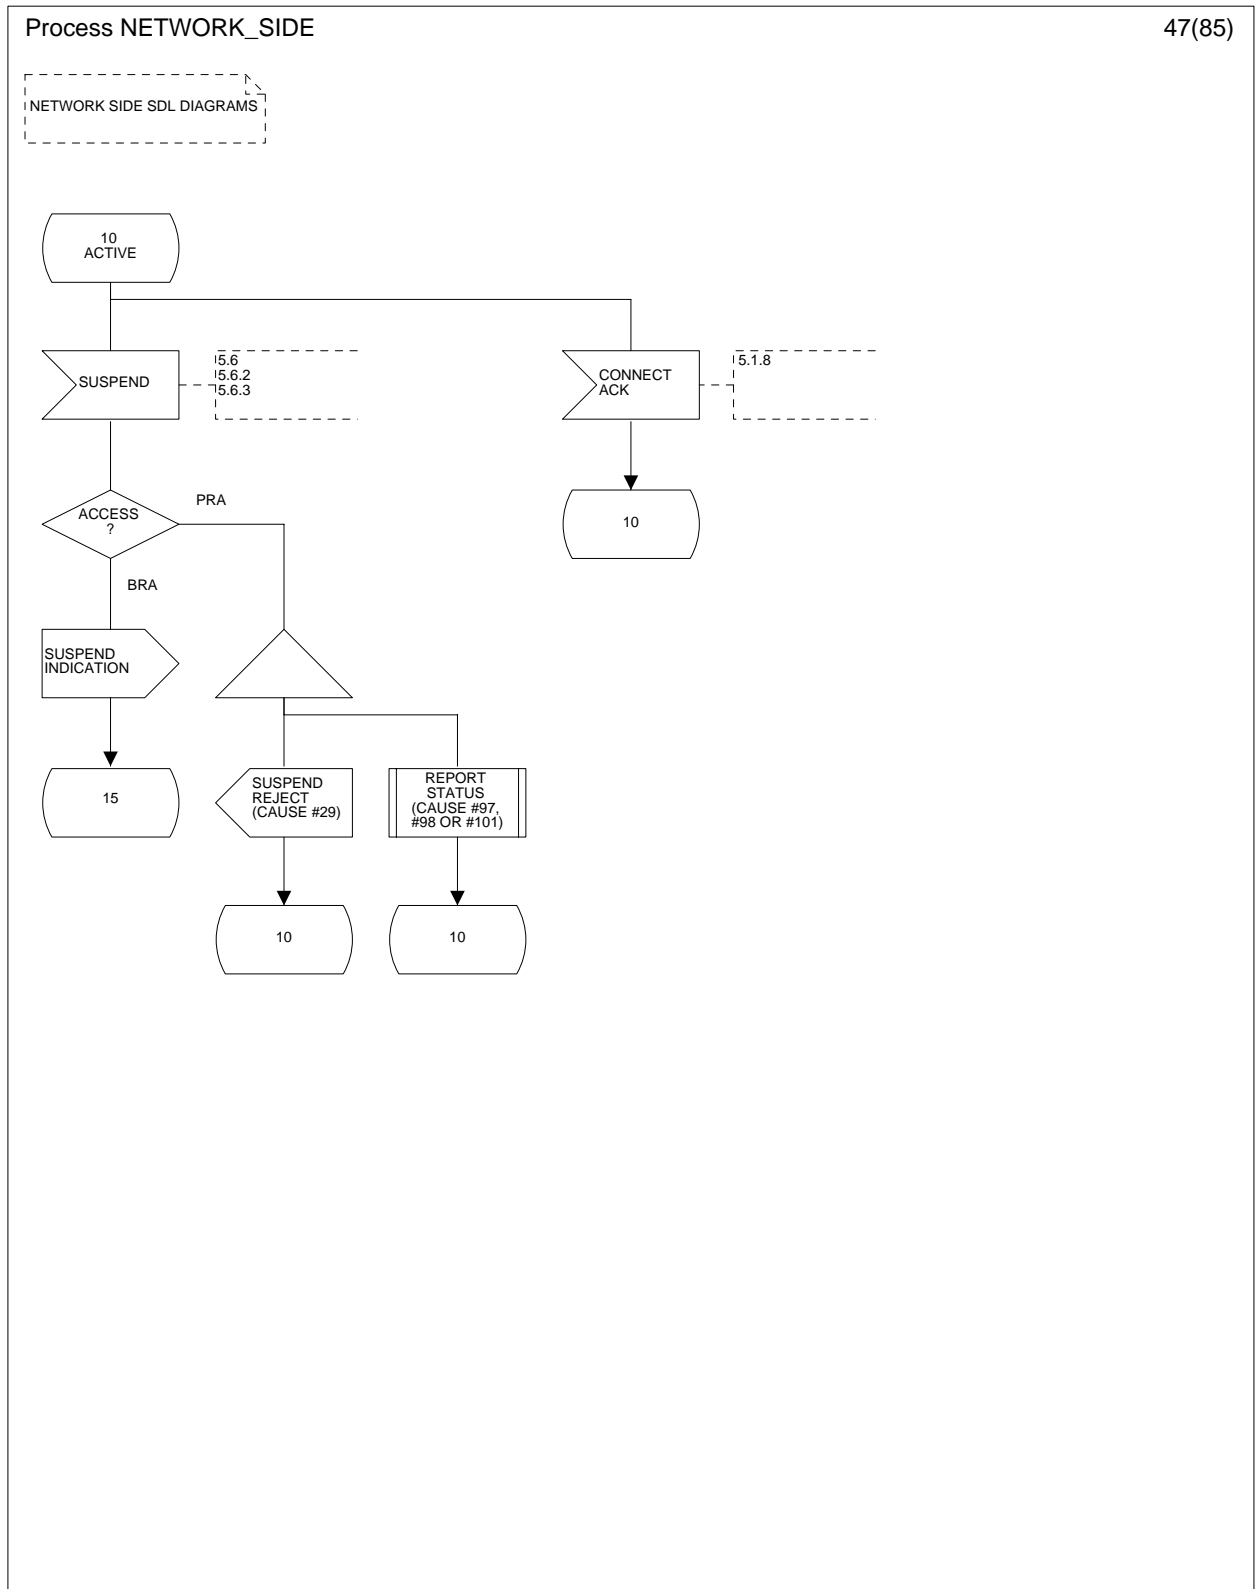 Process NETWORK_SIDE
47(85)
NETWORK SIDE SDL DIAGRAMS
10
ACTIVE
SUSPEND
5.6
5.6.2
5.6.3
CONNECT
ACK
5.1.8
ACCESS
?
PRA
10
BRA
SUSPEND
INDICATION
15
SUSPEND
REJECT
(CAUSE #29)
REPORT
STATUS
(CAUSE #97,
#98 OR #101)
10
10